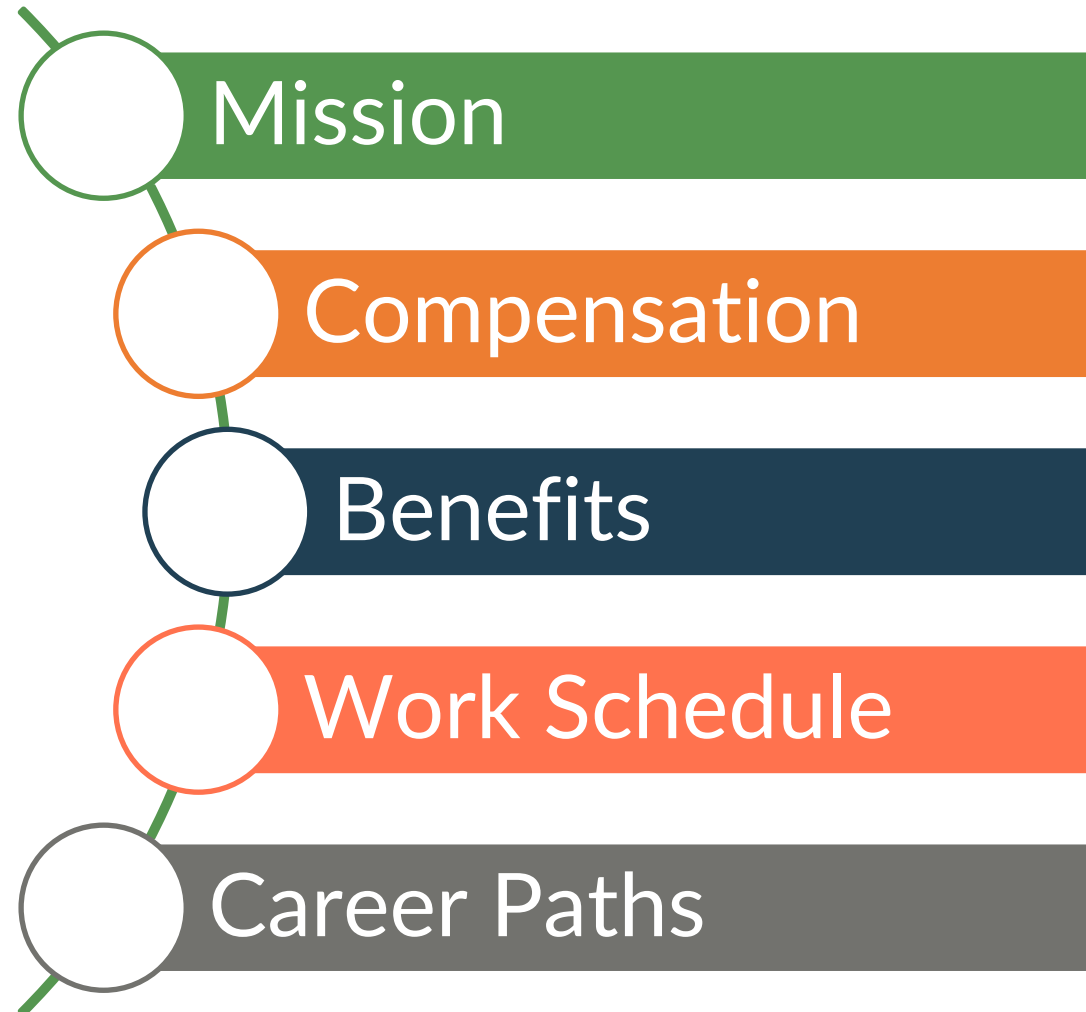 Mission
Compensation
Benefits
Work Schedule
Career Paths